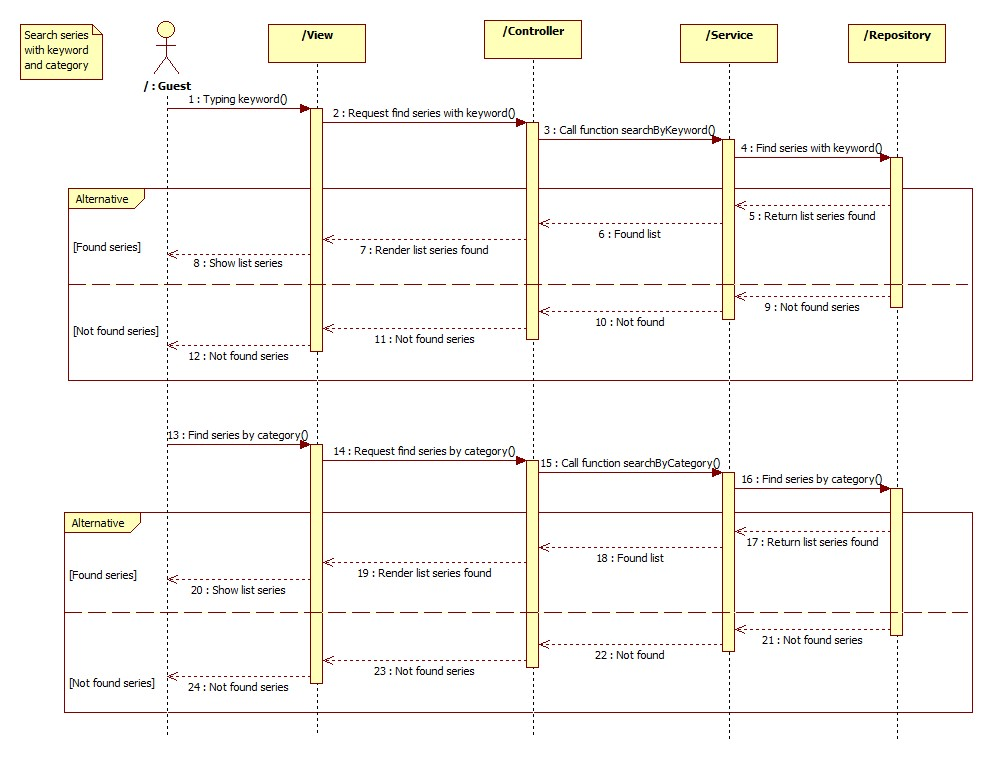 Search series
with keyword
and category
/ : Guest
/View
/Controller
/Service
/Repository
1 : Typing keyword()
2 : Request find series with keyword()
3 : Call function searchByKeyword()
4 : Find series with keyword()
Alternative
5 : Return list series found
6 : Found list
[Found series]
7 : Render list series found
8 : Show list series
9 : Not found series
10 : Not found
[Not found series]
11 : Not found series
12 : Not found series
13 : Find series by category()
14 : Request find series by category()
15 : Call function searchByCategory()
16 : Find series by category()
Alternative
17 : Return list series found
18 : Found list
[Found series]
19 : Render list series found
20 : Show list series
21 : Not found series
22 : Not found
23 : Not found series
[Not found series]
24 : Not found series